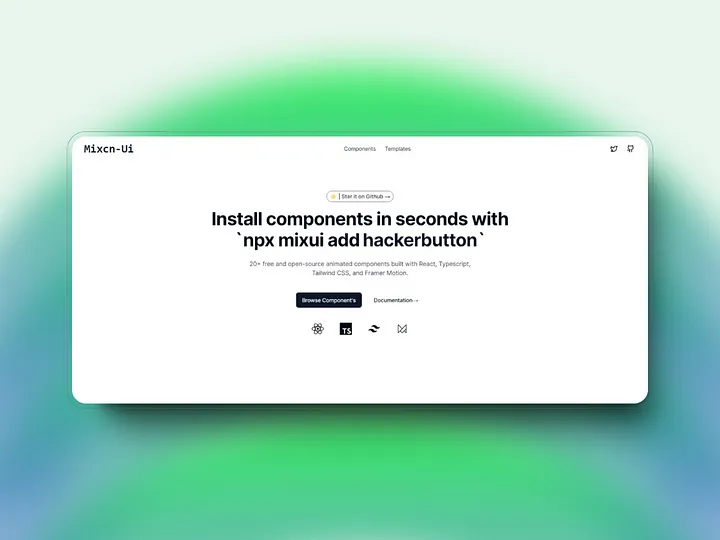 Mixcn-Ui
Components Templates
⭐ | Star it on Github →
Install components in seconds with
`npx mixui add hackerbutton`
20+ free and open-source animated components built with React, Typescript,
Tailwind CSS, and Framer Motion.
Browse Component's Documentation→
TS